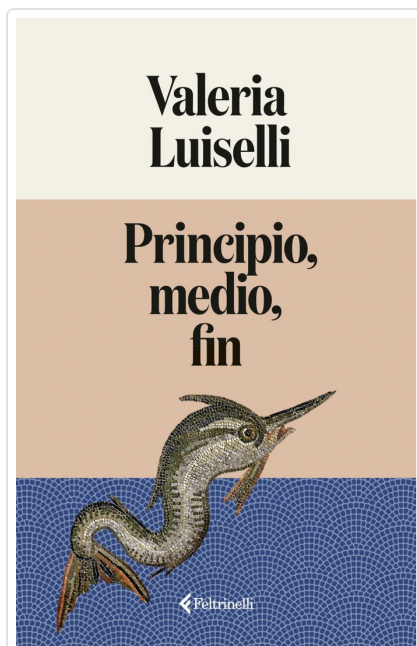 Valeria
Luiselli
Principio,
medio,
fin
Feltrinelli